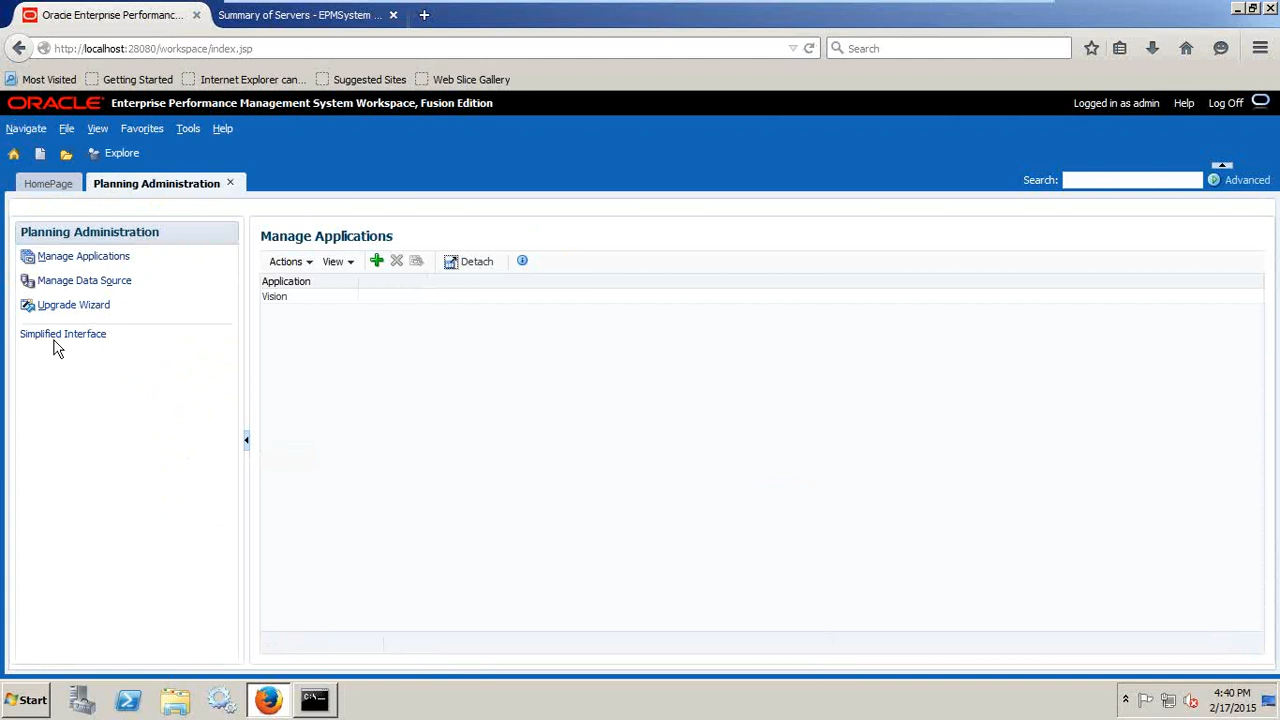 Oracle Enterprise Performanc...
Summary of Servers - EPMSystem ...
http://localhost:28080/workspace/index.jsp
Search
Most Visited
Getting Started
Internet Explorer can...
Suggested Sites
Web Slice Gallery
ORACLE Enterprise Performance Management System Workspace, Fusion Edition
Logged in as admin Help Log Off
Navigate File View Favorites Tools Help
Explore
HomePage
Planning Administration
Search:
Advanced
Planning Administration
Manage Applications
Manage Data Source
Upgrade Wizard
Simplified Interface
Manage Applications
Actions View Detach
Application
Vision
Start
C:\.
4:40 PM
2/17/2015